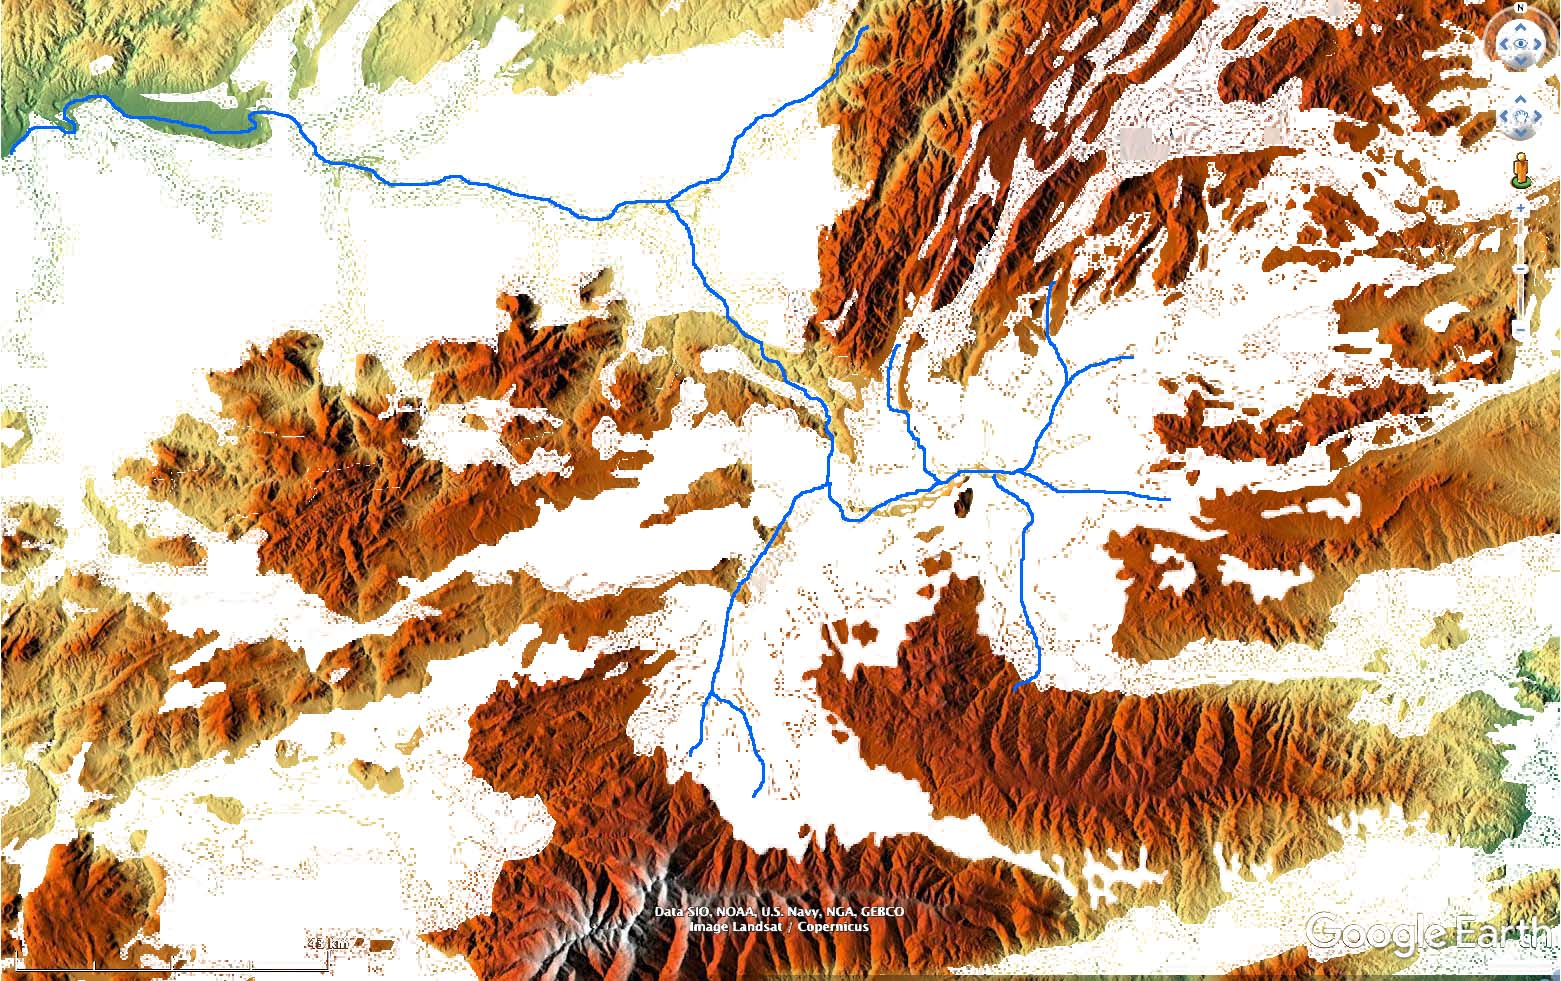 N
Data SIO, NOAA, U.S. Navy, NGA, GEBCO
Image Landsat / Copernicus
Google Earth